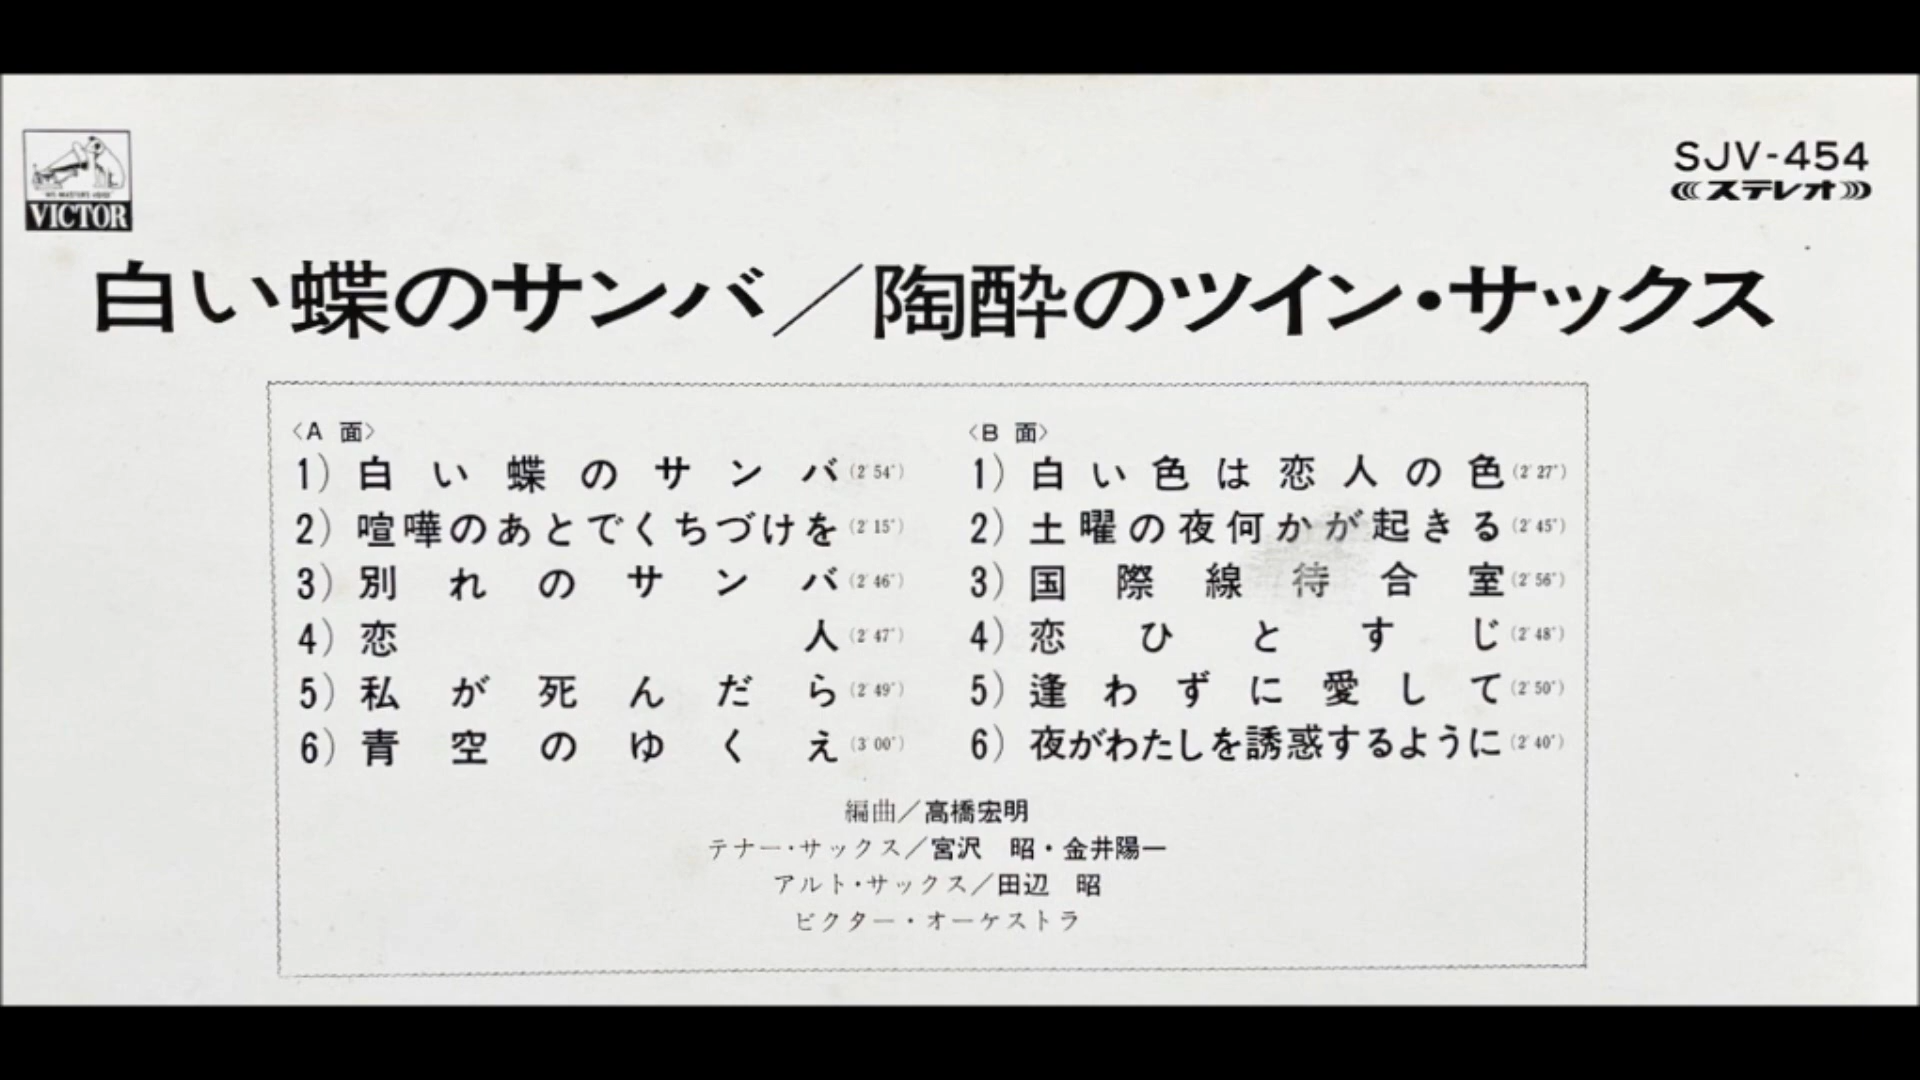 SJV-454
VICTOR
ステレオ
白い蝶のサンバ／陶酔のツイン・サックス
〈A 面〉
1) 白い蝶のサンバ (2′54″)
2) 喧嘩のあとでくちづけを (2′15″)
3) 別れのサンバ (2′46″)
4) 恋人 (2′47″)
5) 私が死んだら (2′49″)
6) 青空のゆくえ (3′00″)
〈B 面〉
1) 白い色は恋人の色 (2′27″)
2) 土曜の夜何かが起きる (2′45″)
3) 国際線待合室 (2′56″)
4) 恋ひとすじ (2′48″)
5) 逢わずに愛して (2′50″)
6) 夜がわたしを誘惑するように (2′40″)
編曲／高橋宏明
テナー・サックス／宮沢　昭・金井陽一
アルト・サックス／田辺　昭
ビクター・オーケストラ